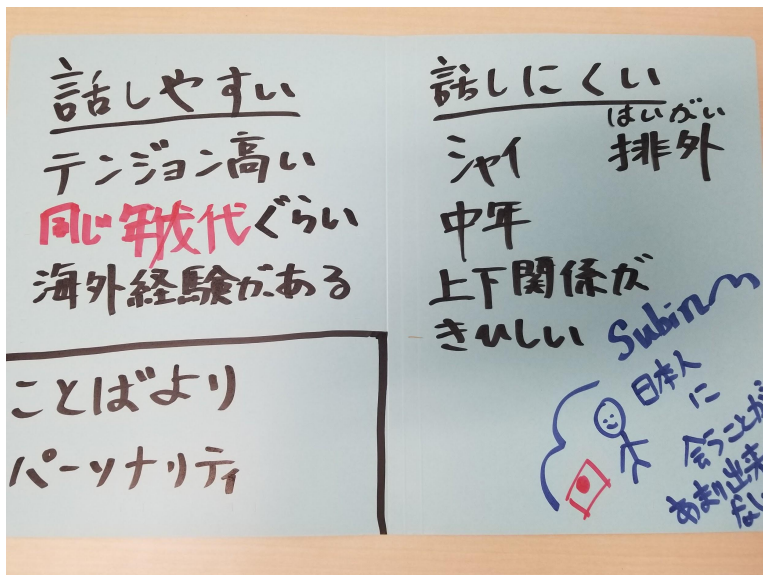 話しやすい
テンション高い
同じ年代ぐらい
海外経験がある
ことばより
パーソナリティ
話しにくい
はいがい
シャイ 排外
中年
上下関係が
きびしい
Subin
日本人
に
会うことが
あまり出来
ない